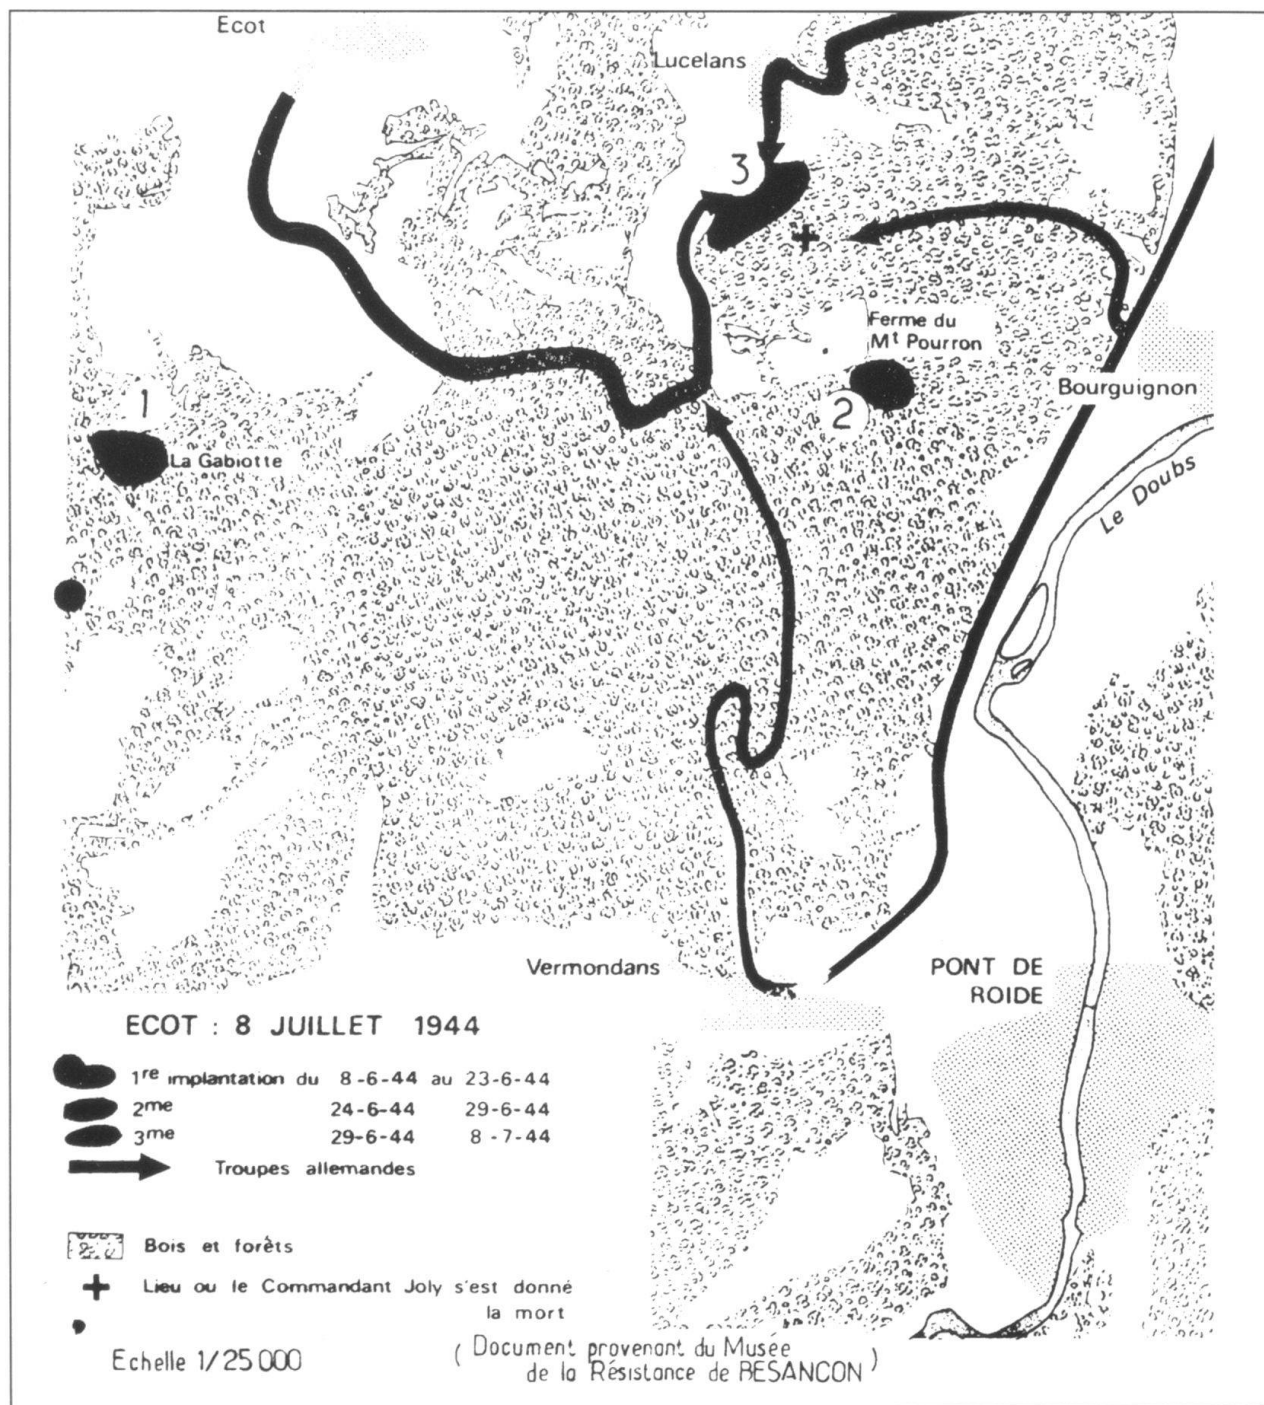 Ecot
Lucelans
3
Ferme du
Mt Pourron
Bourguignon
1
2
La Gabiotte
Le Doubs
Vermondans
PONT DE
ROIDE
ECOT : 8 JUILLET 1944
1re implantation du 8-6-44 au 23-6-44
2me 24-6-44 29-6-44
3me 29-6-44 8-7-44
Troupes allemandes
Bois et forêts
Lieu ou le Commandant Joly s'est donné
la mort
Echelle 1/25000
(Document provenant du Musée
de la Résistance de BESANCON)